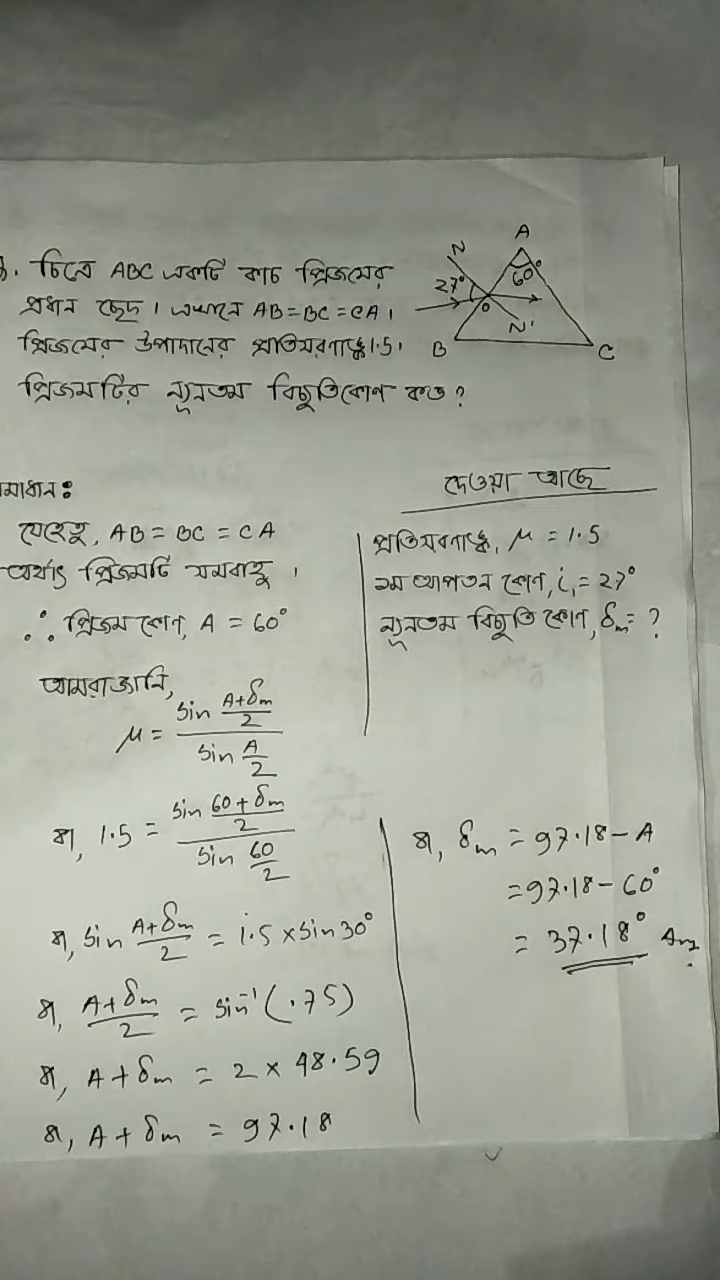 চিত্রে ABC একটি কাচ প্রিজমের
প্রধান ছেদ। এখানে AB=BC=CA।
প্রিজমের উপাদানের প্রতিসরণাঙ্ক 1.5।
প্রিজমটির ন্যূনতম বিচ্যুতিকোণ কত?
A
60°
N
27°
O
N'
B
C
সমাধান:
যেহেতু, AB = BC = CA
অর্থাৎ প্রিজমটি সমবাহু।
∴ প্রিজম কোণ, A = 60°
দেওয়া আছে
প্রতিসরণাঙ্ক, μ = 1.5
১ম আপতন কোণ, i₁ = 27°
ন্যূনতম বিচ্যুতি কোণ, δm = ?
আমরা জানি,
μ = sin (A+δm)/2 / sin A/2
বা, 1.5 = sin (60+δm)/2 / sin 60/2
বা, sin (A+δm)/2 = 1.5 × sin 30°
বা, (A+δm)/2 = sin⁻¹(.75)
বা, A + δm = 2 × 48.59
বা, A + δm = 97.18
বা, δm = 97.18 – A
= 97.18 – 60°
= 37.18° Ans.